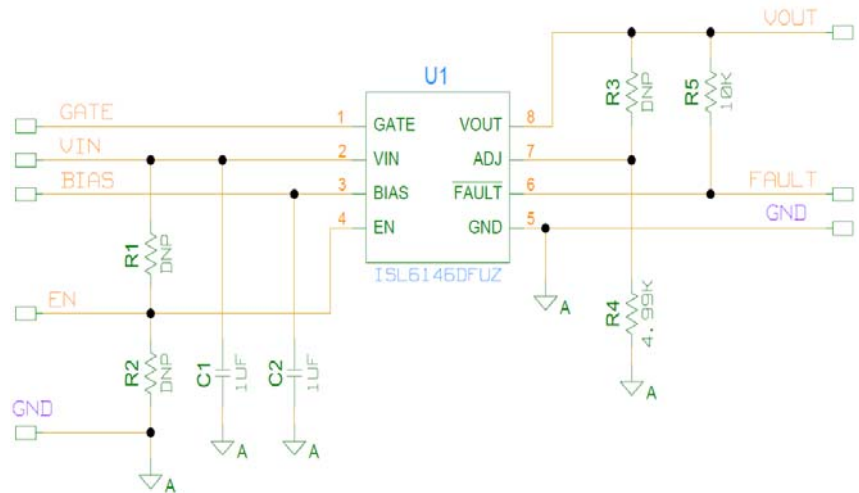 VOUT
U1
R3
DNP
R5
10K
GATE
1
GATE
VOUT
8
VIN
2
VIN
ADJ
7
BIAS
3
BIAS
FAULT
6
FAULT
4
EN
GND
5
GND
R1
DNP
ISL6146DFUZ
EN
A
R4
4.99K
R2
DNP
C1
1UF
C2
1UF
GND
A
A
A
A